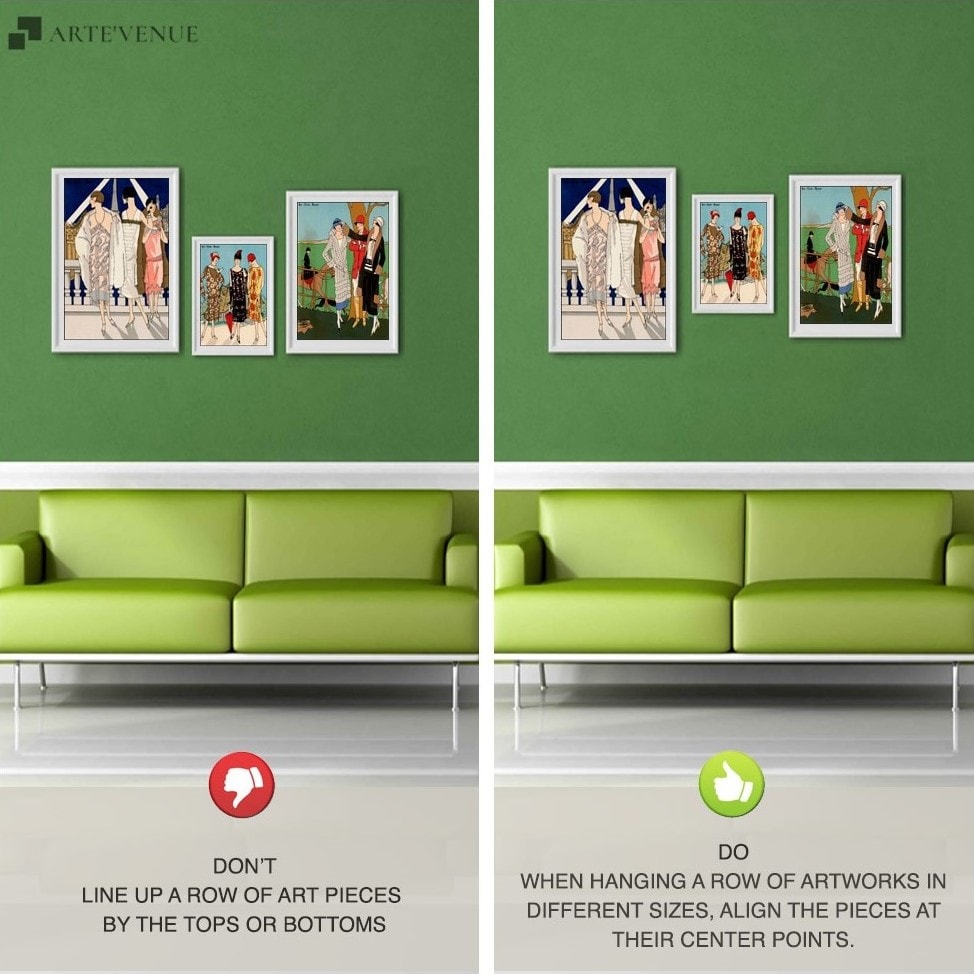 ARTE'VENUE
DON'T
LINE UP A ROW OF ART PIECES
BY THE TOPS OR BOTTOMS
DO
WHEN HANGING A ROW OF ARTWORKS IN
DIFFERENT SIZES, ALIGN THE PIECES AT
THEIR CENTER POINTS.